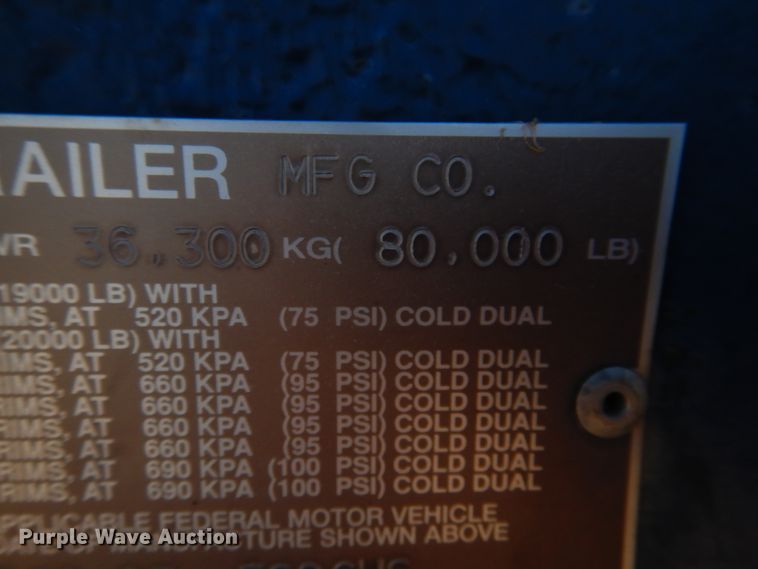 RAILER MFG CO.
WR 36,300 KG( 80,000 LB)
19000 LB) WITH
RIMS, AT 520 KPA (75 PSI) COLD DUAL
20000 LB) WITH
RIMS, AT 520 KPA (75 PSI) COLD DUAL
RIMS, AT 660 KPA (95 PSI) COLD DUAL
RIMS, AT 660 KPA (95 PSI) COLD DUAL
RIMS, AT 660 KPA (95 PSI) COLD DUAL
RIMS, AT 660 KPA (95 PSI) COLD DUAL
RIMS, AT 690 KPA (100 PSI) COLD DUAL
RIMS, AT 690 KPA (100 PSI) COLD DUAL
APPLICABLE FEDERAL MOTOR VEHICLE
OF MANUFACTURE SHOWN ABOVE
Purple Wave Auction